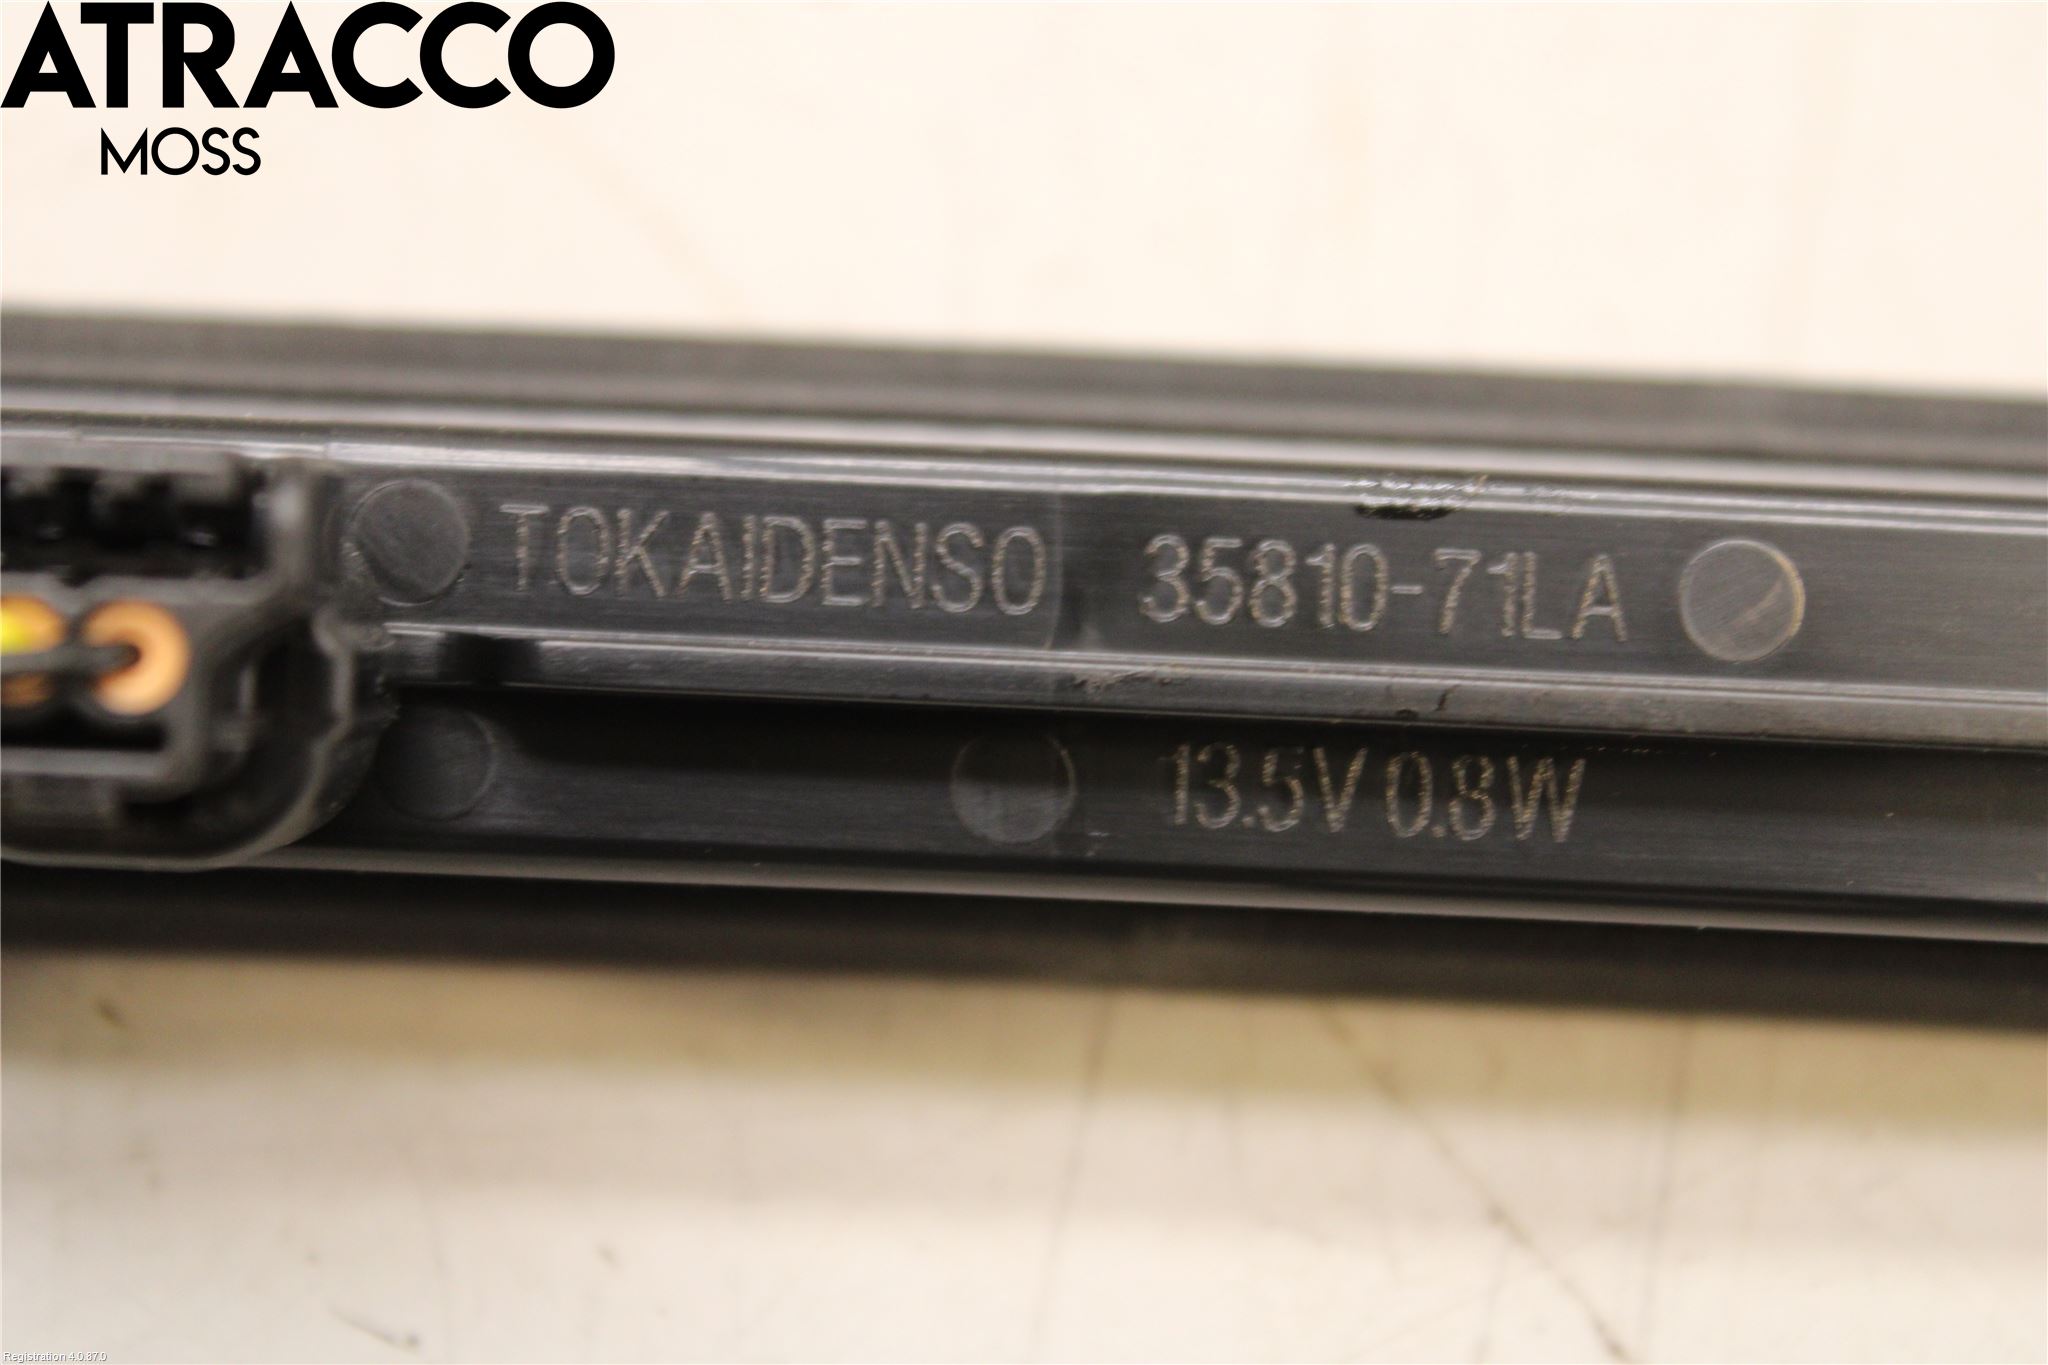 ATRACCO
MOSS
TOKAIDENSO 35810-71LA
13.5V 0.8W
Registration 4.0.87.0